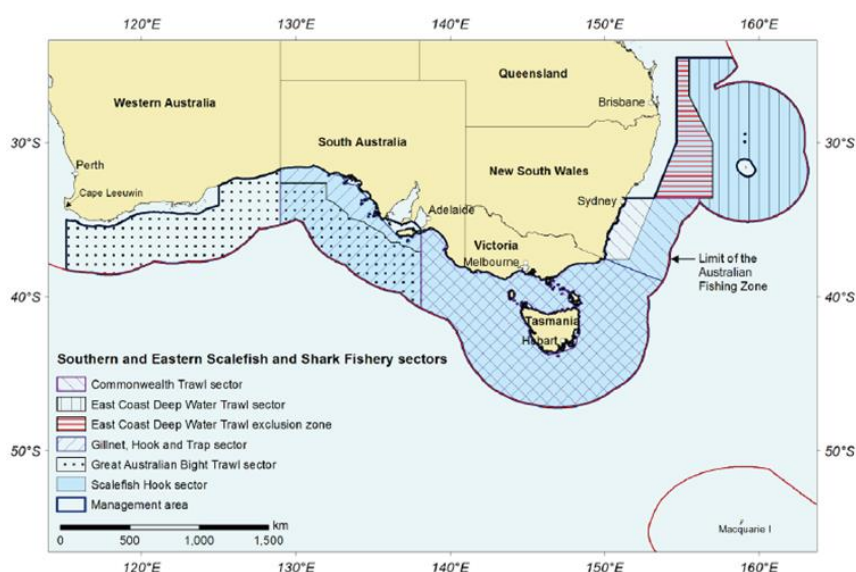 120°E 130°E 140°E 150°E 160°E
Queensland
Brisbane
Western Australia
South Australia
30°S 30°S
Perth
New South Wales
Cape Leeuwin
Sydney
Adelaide
Victoria
Melbourne
Limit of the
Australian
Fishing Zone
40°S 40°S
Tasmania
Hobart
Southern and Eastern Scalefish and Shark Fishery sectors
Commonwealth Trawl sector
East Coast Deep Water Trawl sector
East Coast Deep Water Trawl exclusion zone
Gillnet, Hook and Trap sector
50°S 50°S
Great Australian Bight Trawl sector
Scalefish Hook sector
Management area
Macquarie I
km
0 500 1,000 1,500
120°E 130°E 140°E 150°E 160°E